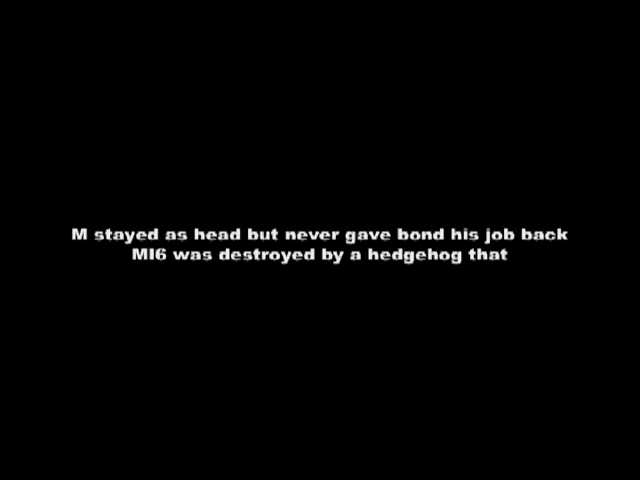 M stayed as head but never gave bond his job back
MI6 was destroyed by a hedgehog that